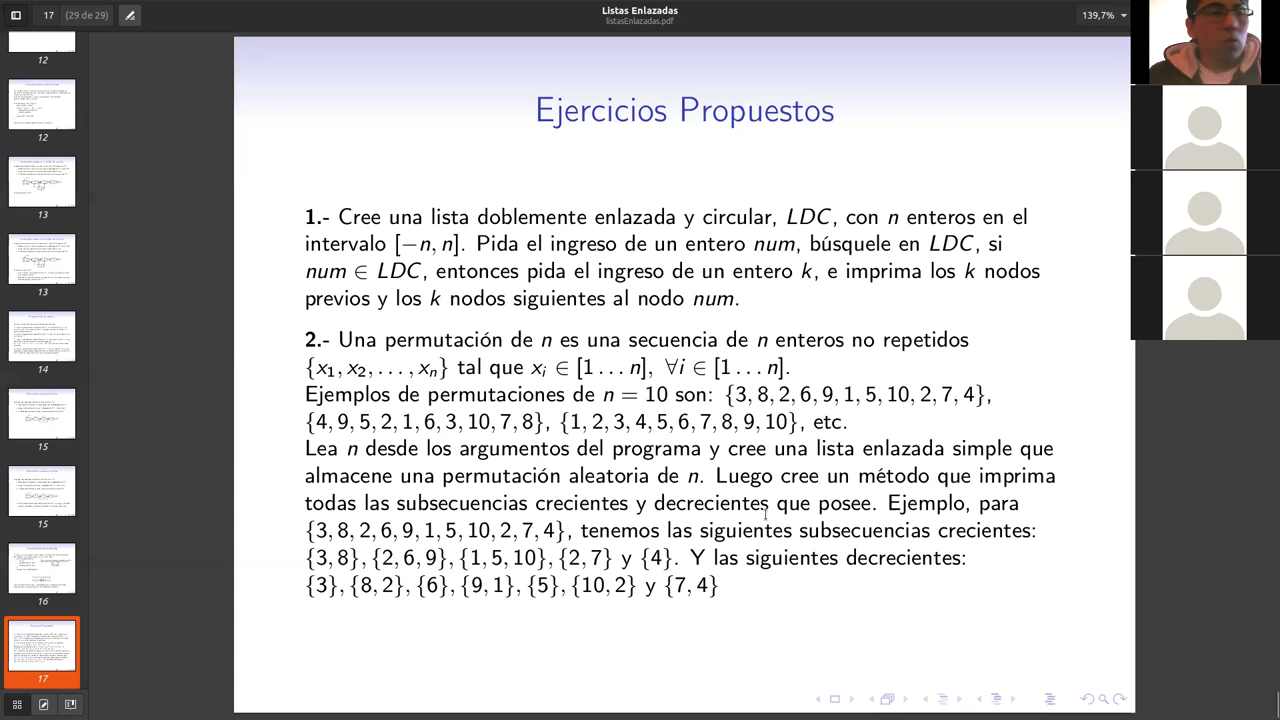 17 (29 de 29)
Listas Enlazadas
listasEnlazadas.pdf
139,7%
12
12
13
13
14
15
15
16
17
Ejercicios Propuestos
1.- Cree una lista doblemente enlazada y circular, LDC, con n enteros en el
intervalo [−n, n]. Pida el ingreso de un entero num, búsquele en LDC, si
num ∈ LDC, entonces pida el ingreso de un entero k, e imprima los k nodos
previos y los k nodos siguientes al nodo num.
2.- Una permutación de n es una secuencia de n enteros no repetidos
{x1, x2, . . . , xn} tal que xi ∈ [1 . . . n], ∀i ∈ [1 . . . n].
Ejemplos de permutaciones de n = 10 son: {3, 8, 2, 6, 9, 1, 5, 10, 2, 7, 4},
{4, 9, 5, 2, 1, 6, 3, 10, 7, 8}, {1, 2, 3, 4, 5, 6, 7, 8, 9, 10}, etc.
Lea n desde los argumentos del programa y cree una lista enlazada simple que
almacene una permutación aleatoria de n. Luego cree un método que imprima
todas las subsecuencias crecientes y decrecientes que posee. Ejemplo, para
{3, 8, 2, 6, 9, 1, 5, 10, 2, 7, 4}, tenemos las siguientes subsecuencias crecientes:
{3, 8}, {2, 6, 9}, {1, 5, 10}, {2, 7} y {4}. Y las siguientes decrecientes:
{3}, {8, 2}, {6}, {9, 1}, {5}, {10, 2} y {7, 4}